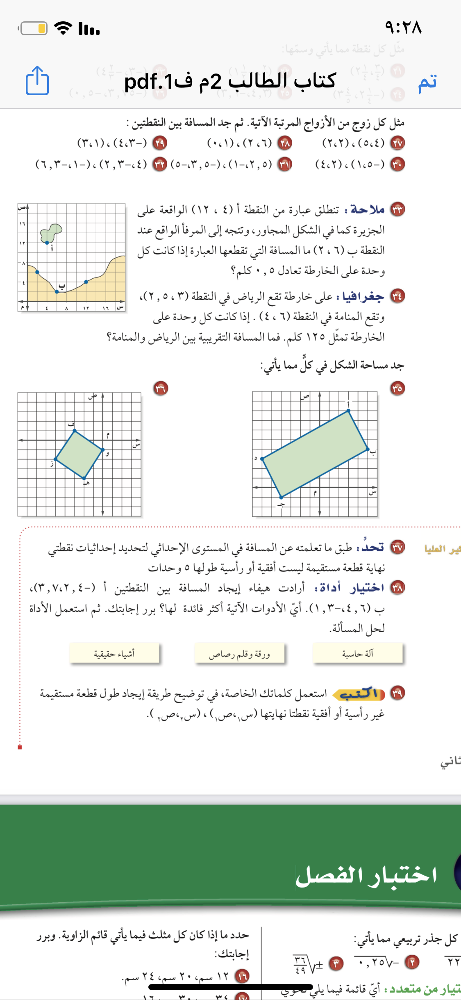 ٩:٢٨
مثّل كل نقطة مما يأتي وسمّها:
تم
كتاب الطالب 2م ف1.pdf
مثل كل زوج من الأزواج المرتبة الآتية. ثم جد المسافة بين النقطتين :
٢٧ (٥،٤)، (٢،٢)
٢٨ (٦، ٢)، (٠،١)
٢٩ (-٤،٣)، (٣،١)
٣٠ (-١،٥)، (٤،٢)
٣١ (٥,٢،-١)، (-٥,٣،-٥)
٣٢ (٤،-٢,٣)، (-١،-٦,٣)
٣٣ ملاحة : تنطلق عبارة من النقطة أ (٤ ، ١٢) الواقعة على
الجزيرة كما في الشكل المجاور، وتتجه إلى المرفأ الواقع عند
النقطة ب (٦ ، ٢) ما المسافة التي تقطعها العبارة إذا كانت كل
وحدة على الخارطة تعادل ٠,٥ كلم؟
ص
١٦
١٢
٨
٤
أ
ب
م
٤
٨
١٢
١٦
س
٣٤ جغرافيا : على خارطة تقع الرياض في النقطة (٣ ، ٢,٥)،
وتقع المنامة في النقطة (٦ ، ٤) . إذا كانت كل وحدة على
الخارطة تمثّل ١٢٥ كلم. فما المسافة التقريبية بين الرياض والمنامة؟
جد مساحة الشكل في كلٍّ مما يأتي:
٣٥
ص
أ
ب
د
جـ
م
س
٣٦
ص
ف
م
س
و
ز
هـ
كير العليا
٣٧ تحدٍّ : طبق ما تعلمته عن المسافة في المستوى الإحداثي لتحديد إحداثيات نقطتي
نهاية قطعة مستقيمة ليست أفقية أو رأسية طولها ٥ وحدات
٣٨ اختيار أداة : أرادت هيفاء إيجاد المسافة بين النقطتين أ (-٣,٧،٢,٤)،
ب (٦,٤،-١,٣). أيّ الأدوات الآتية أكثر فائدة لها؟ برر إجابتك. ثم استعمل الأداة
لحل المسألة.
آلة حاسبة
ورقة وقلم رصاص
أشياء حقيقية
٣٩ اكتب استعمل كلماتك الخاصة، في توضيح طريقة إيجاد طول قطعة مستقيمة
غير رأسية أو أفقية نقطتا نهايتها (س١،ص١)، (س٢،ص٢).
ثاني
اختبار الفصل
كل جذر تربيعي مما يأتي:
٢٢
٢ -√٠,٢٥
٣ ±√٣٦/٤٩
تيار من متعدد : أيّ قائمة فيما يلي تحوي
حدد ما إذا كان كل مثلث فيما يأتي قائم الزاوية. وبرر
إجابتك:
١٦ ١٢ سم، ٢٠ سم، ٢٤ سم.